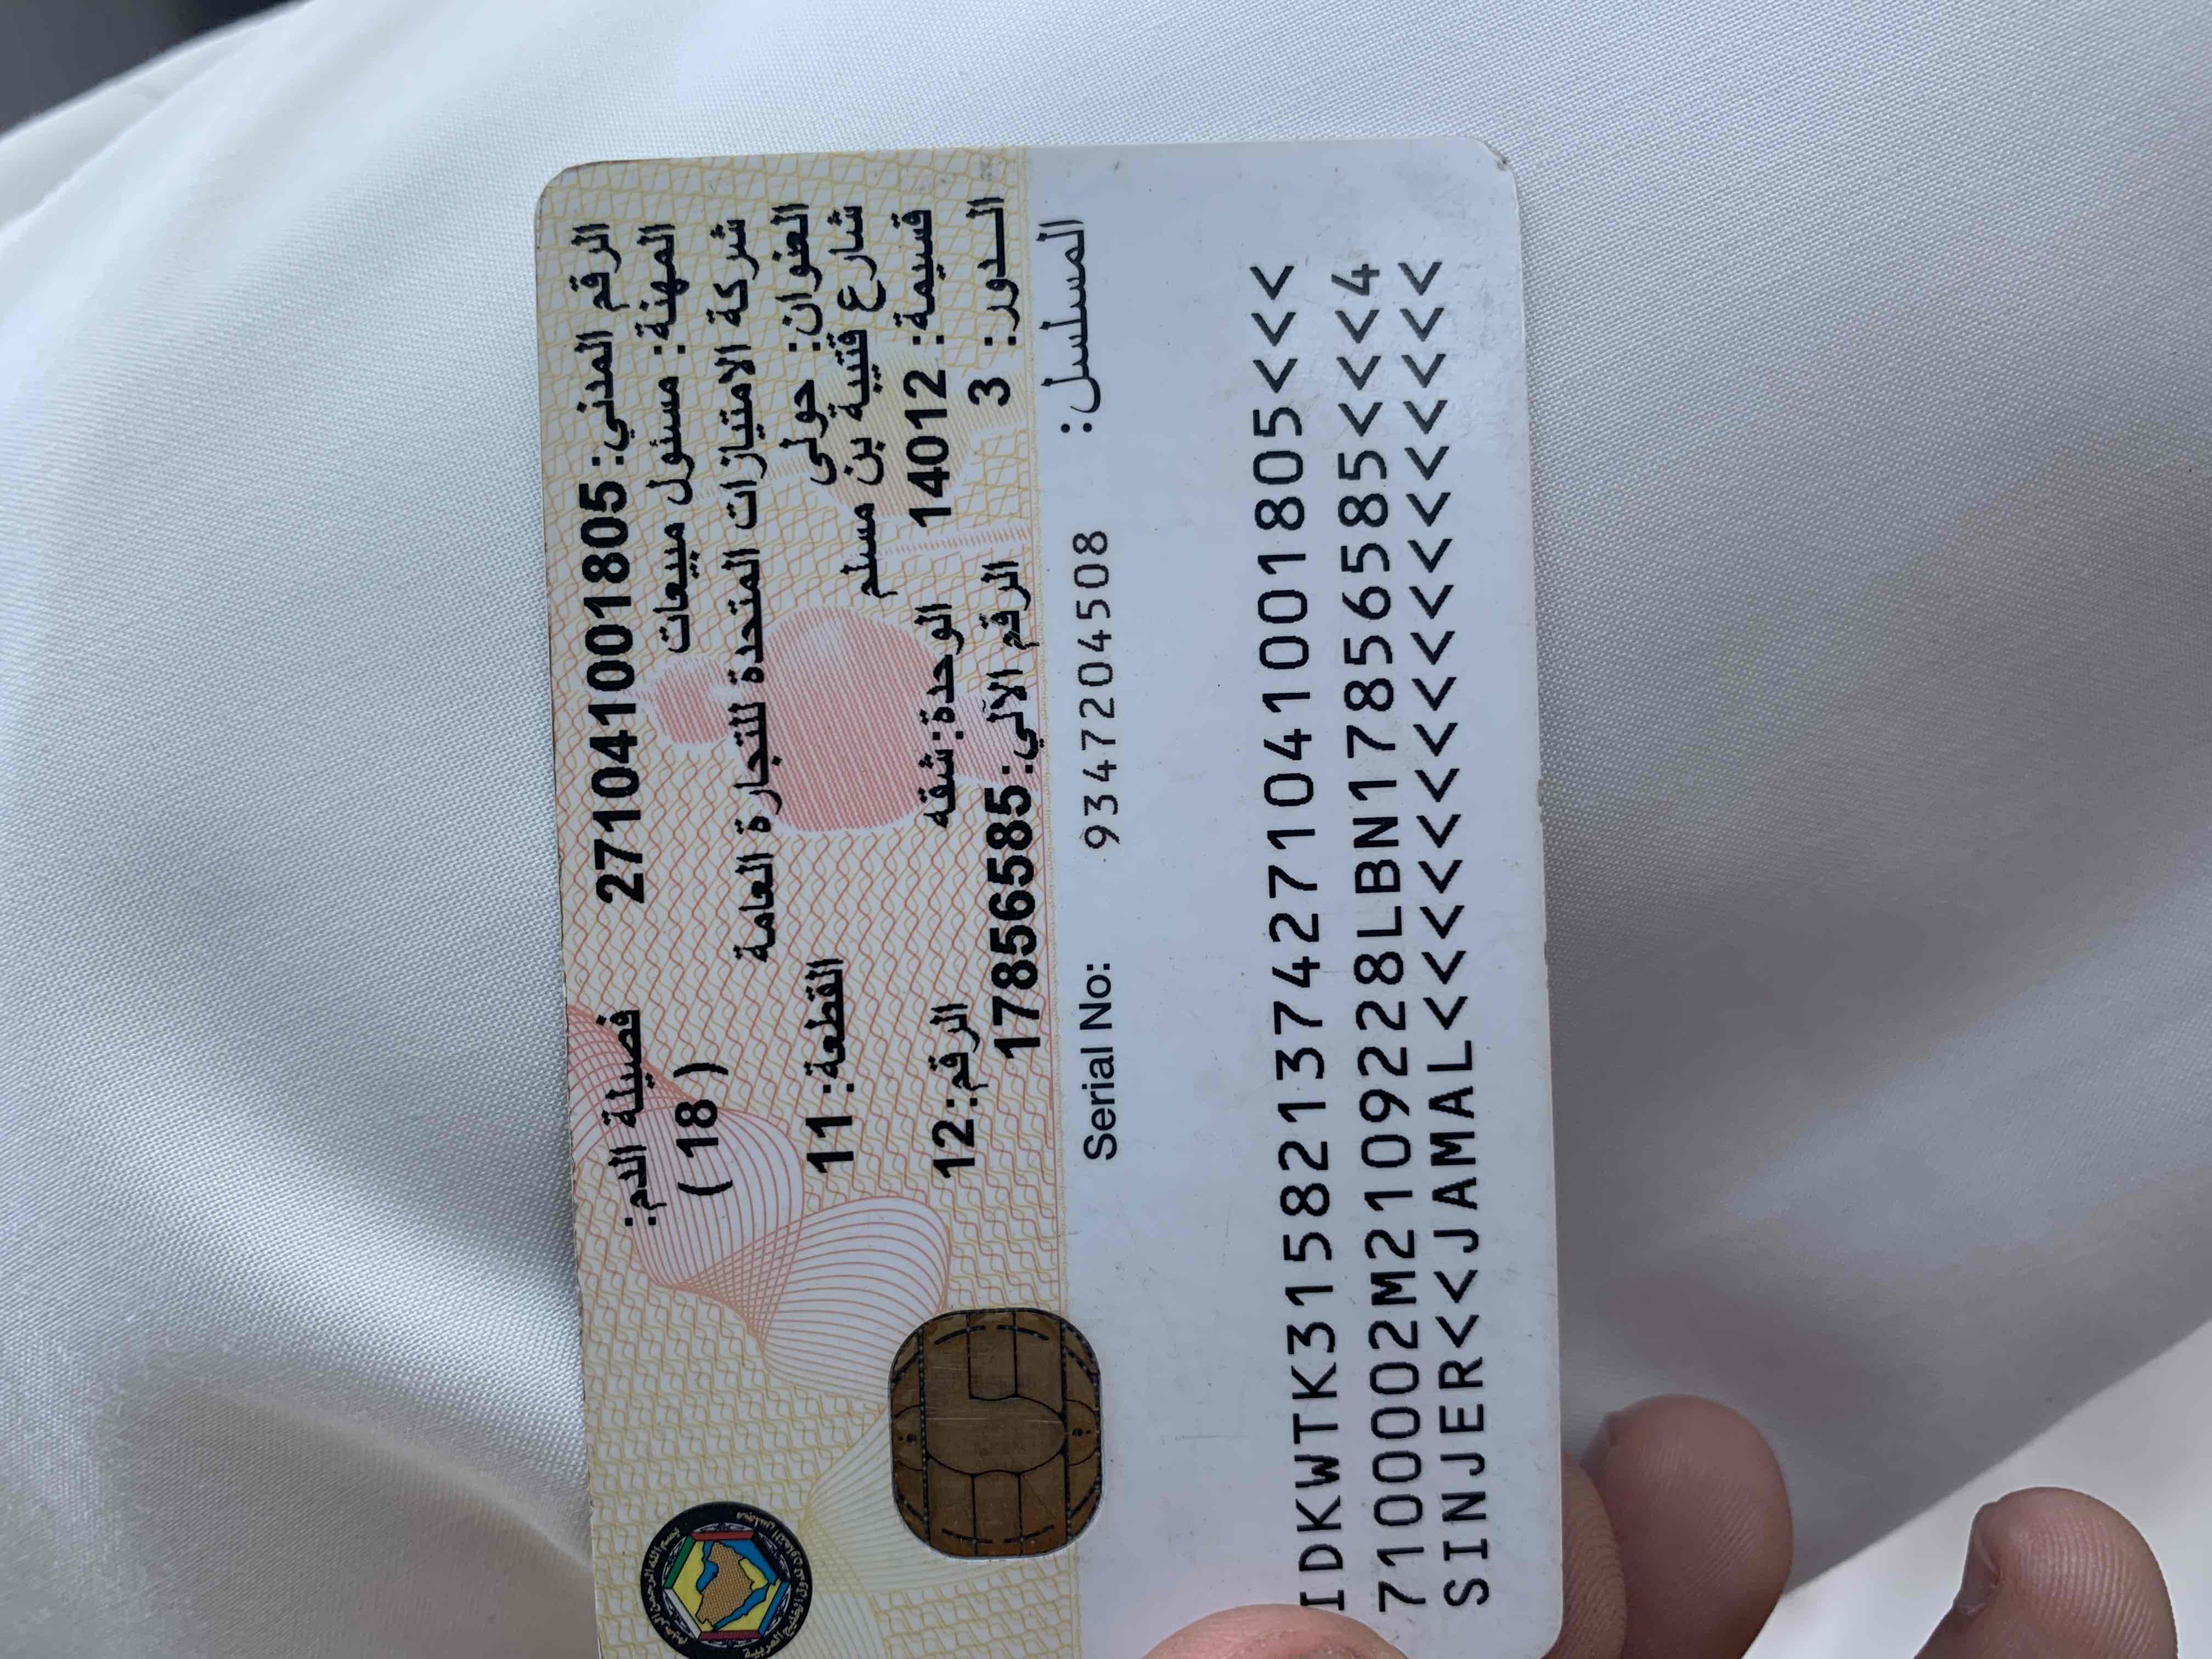 الرقم المدني: 271041001805 فصيلة الدم:
المهنة: مسئول مبيعات (18)
شركة الامتيازات المتحدة للتجارة العامة
العنوان: حولى القطعة: 11
شارع قتيبة بن مسلم
قسيمة: 14012 الوحدة: شقه الرقم: 12
الدور: 3 الرقم الآلي: 17856585
المسلسل: 9347204508 Serial No:
IDKWTK315821374271041001805<<<
7100002M2109228LBN17856585<<<4
SINJER<<JAMAL<<<<<<<<<<<<<<<<<